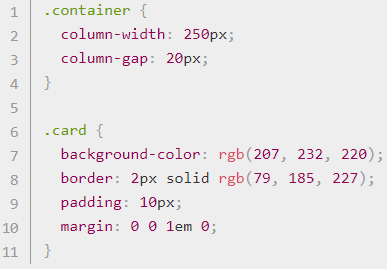 1 .container {
2 column-width: 250px;
3 column-gap: 20px;
4 }
5
6 .card {
7 background-color: rgb(207, 232, 220);
8 border: 2px solid rgb(79, 185, 227);
9 padding: 10px;
10 margin: 0 0 1em 0;
11 }